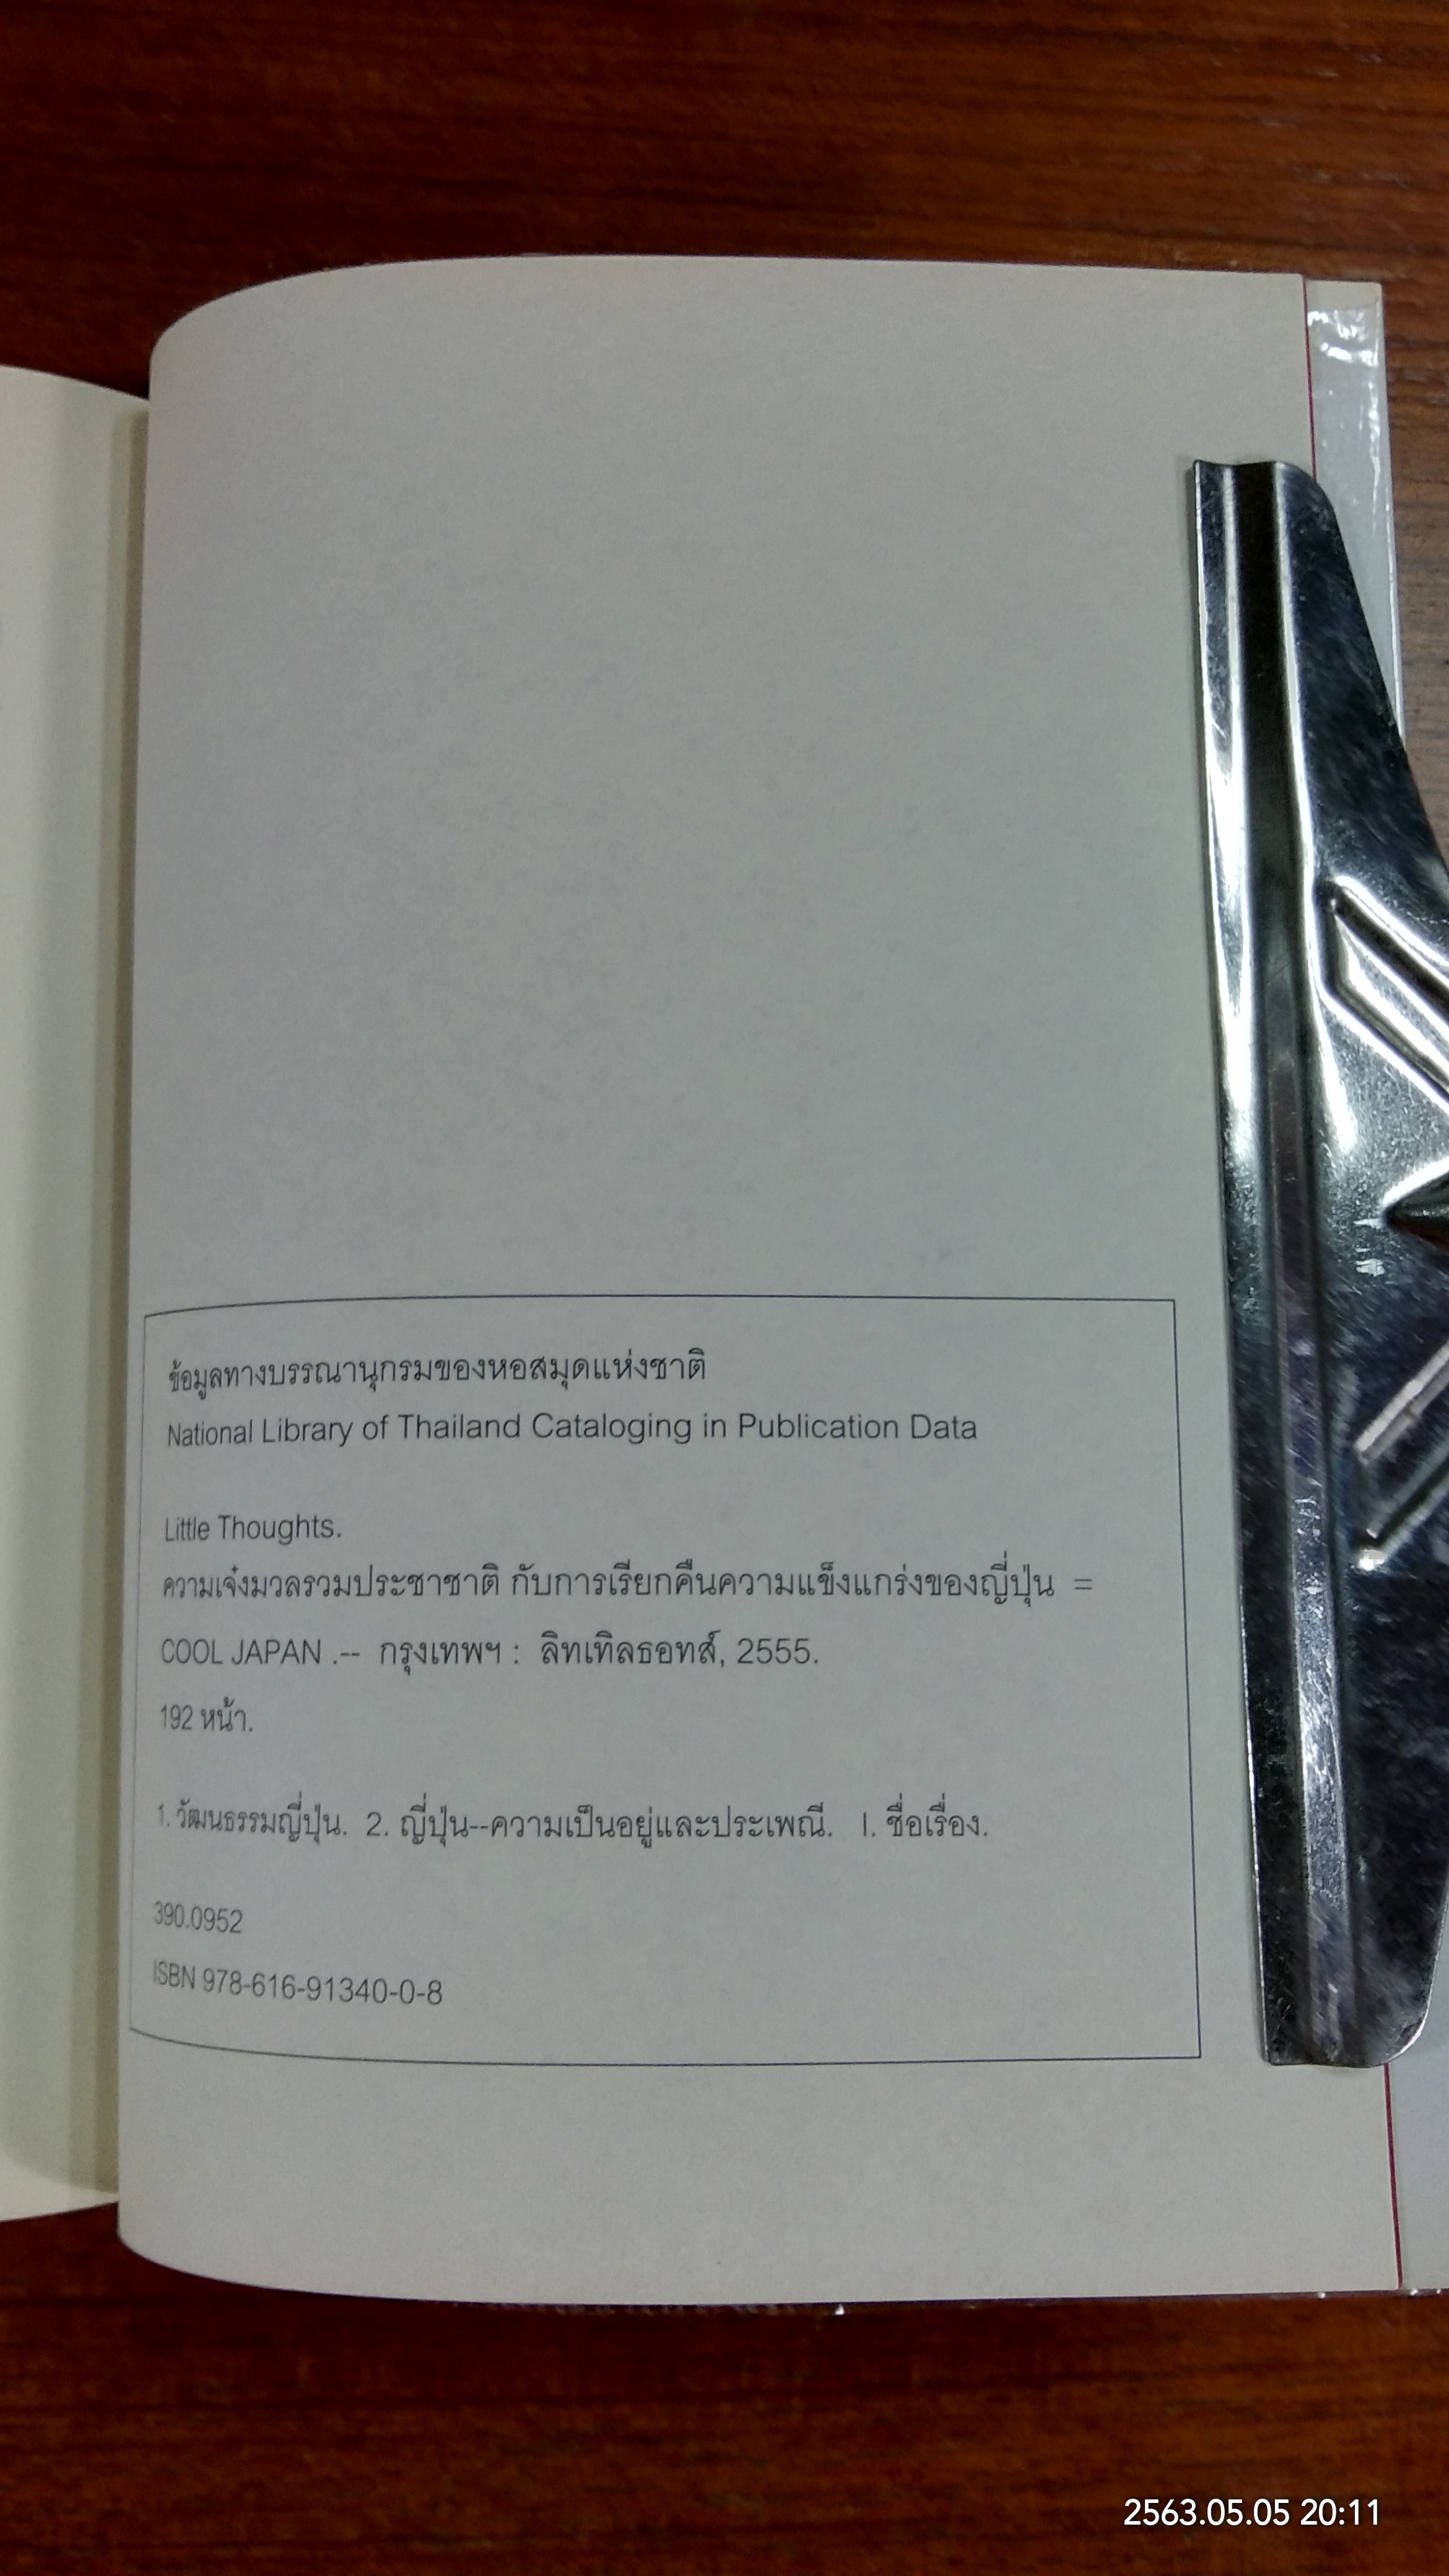 ข้อมูลทางบรรณานุกรมของหอสมุดแห่งชาติ
National Library of Thailand Cataloging in Publication Data
Little Thoughts.
ความเจ๋งมวลรวมประชาชาติ กับการเรียกคืนความแข็งแกร่งของญี่ปุ่น =
COOL JAPAN .-- กรุงเทพฯ : ลิทเทิลธอทส์, 2555.
192 หน้า.
1. วัฒนธรรมญี่ปุ่น. 2. ญี่ปุ่น--ความเป็นอยู่และประเพณี. I. ชื่อเรื่อง.
390.0952
ISBN 978-616-91340-0-8
2563.05.05 20:11